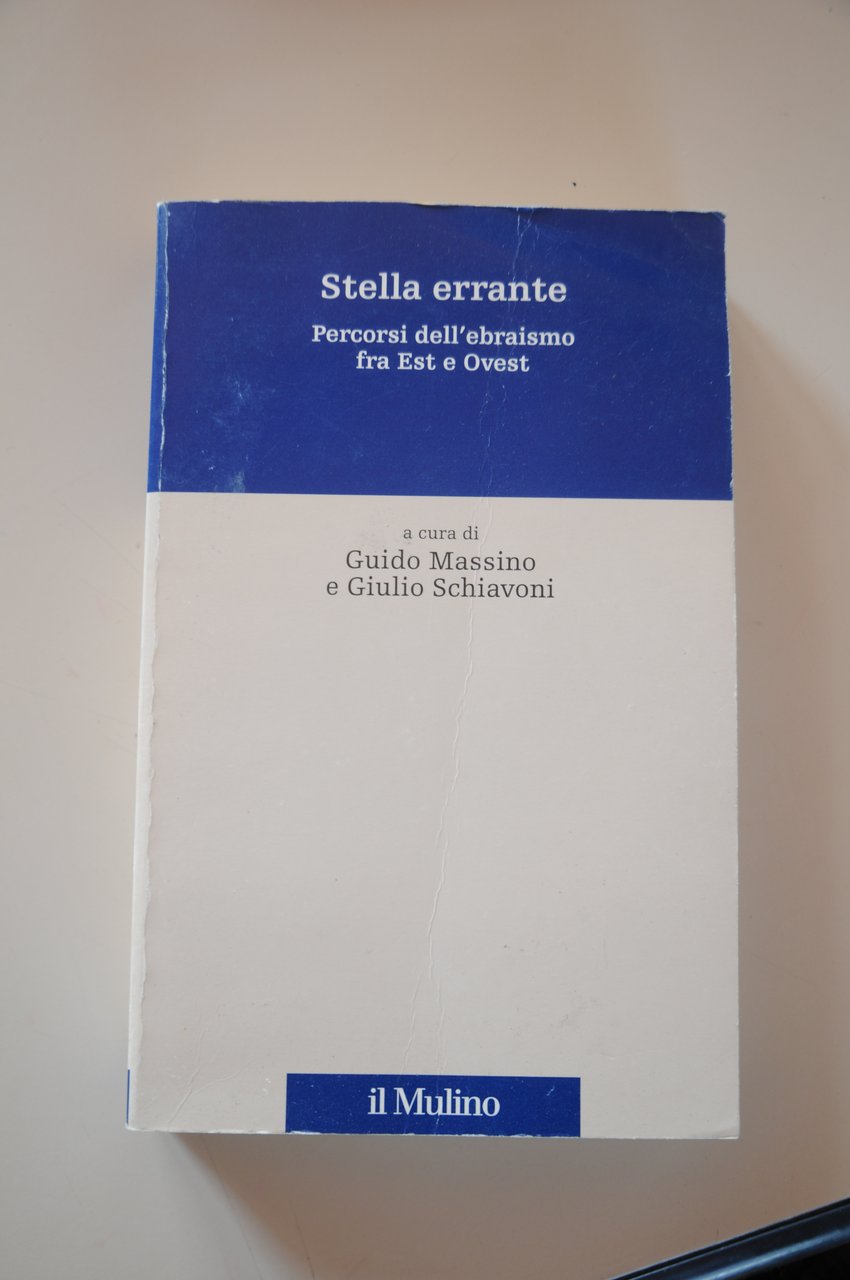 Stella errante
Percorsi dell'ebraismo
fra Est e Ovest
a cura di
Guido Massino
e Giulio Schiavoni
il Mulino